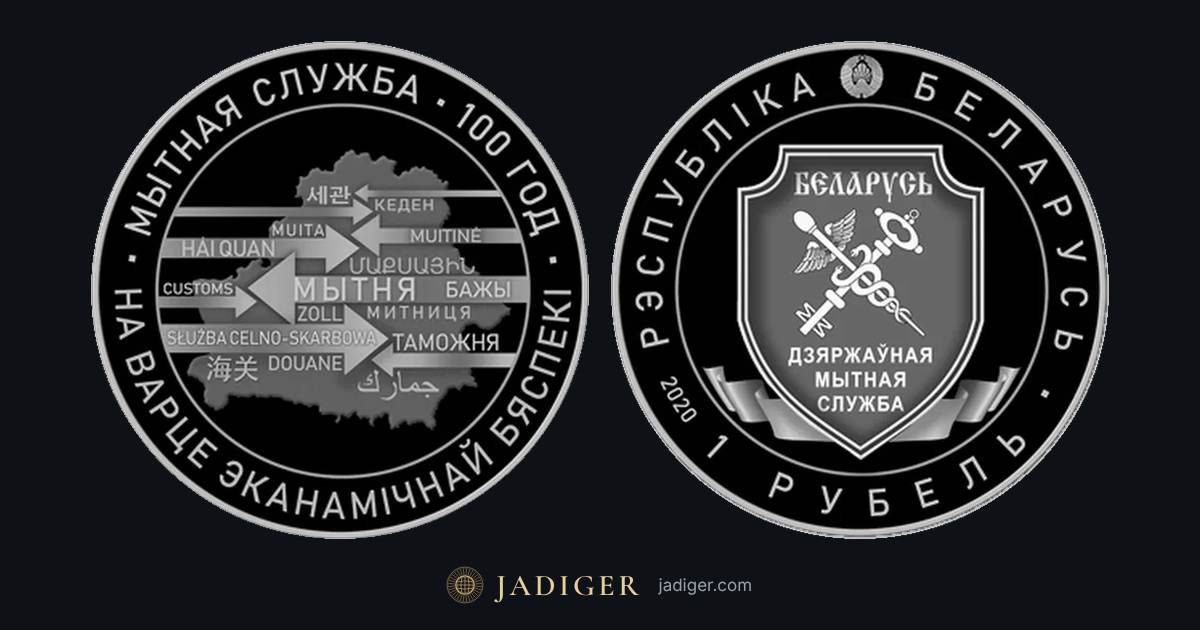 МЫТНАЯ СЛУЖБА · 100 ГОД ·
НА ВАРЦЕ ЭКАНАМІЧНАЙ БЯСПЕКІ ·
세관
КЕДЕН
MUITA
MUITINĖ
HẢI QUAN
ՄԱՔՍԱՅԻՆ
CUSTOMS
МЫТНЯ
БАЖЫ
ZOLL
МИТНИЦЯ
SŁUŻBA CELNO-SKARBOWA
ТАМОЖНЯ
海关
DOUANE
جمارك
РЭСПУБЛІКА БЕЛАРУСЬ ·
БЕЛАРУСЬ
MW
ДЗЯРЖАЎНАЯ
МЫТНАЯ
СЛУЖБА
2020
1 РУБЕЛЬ
JADIGER
jadiger.com